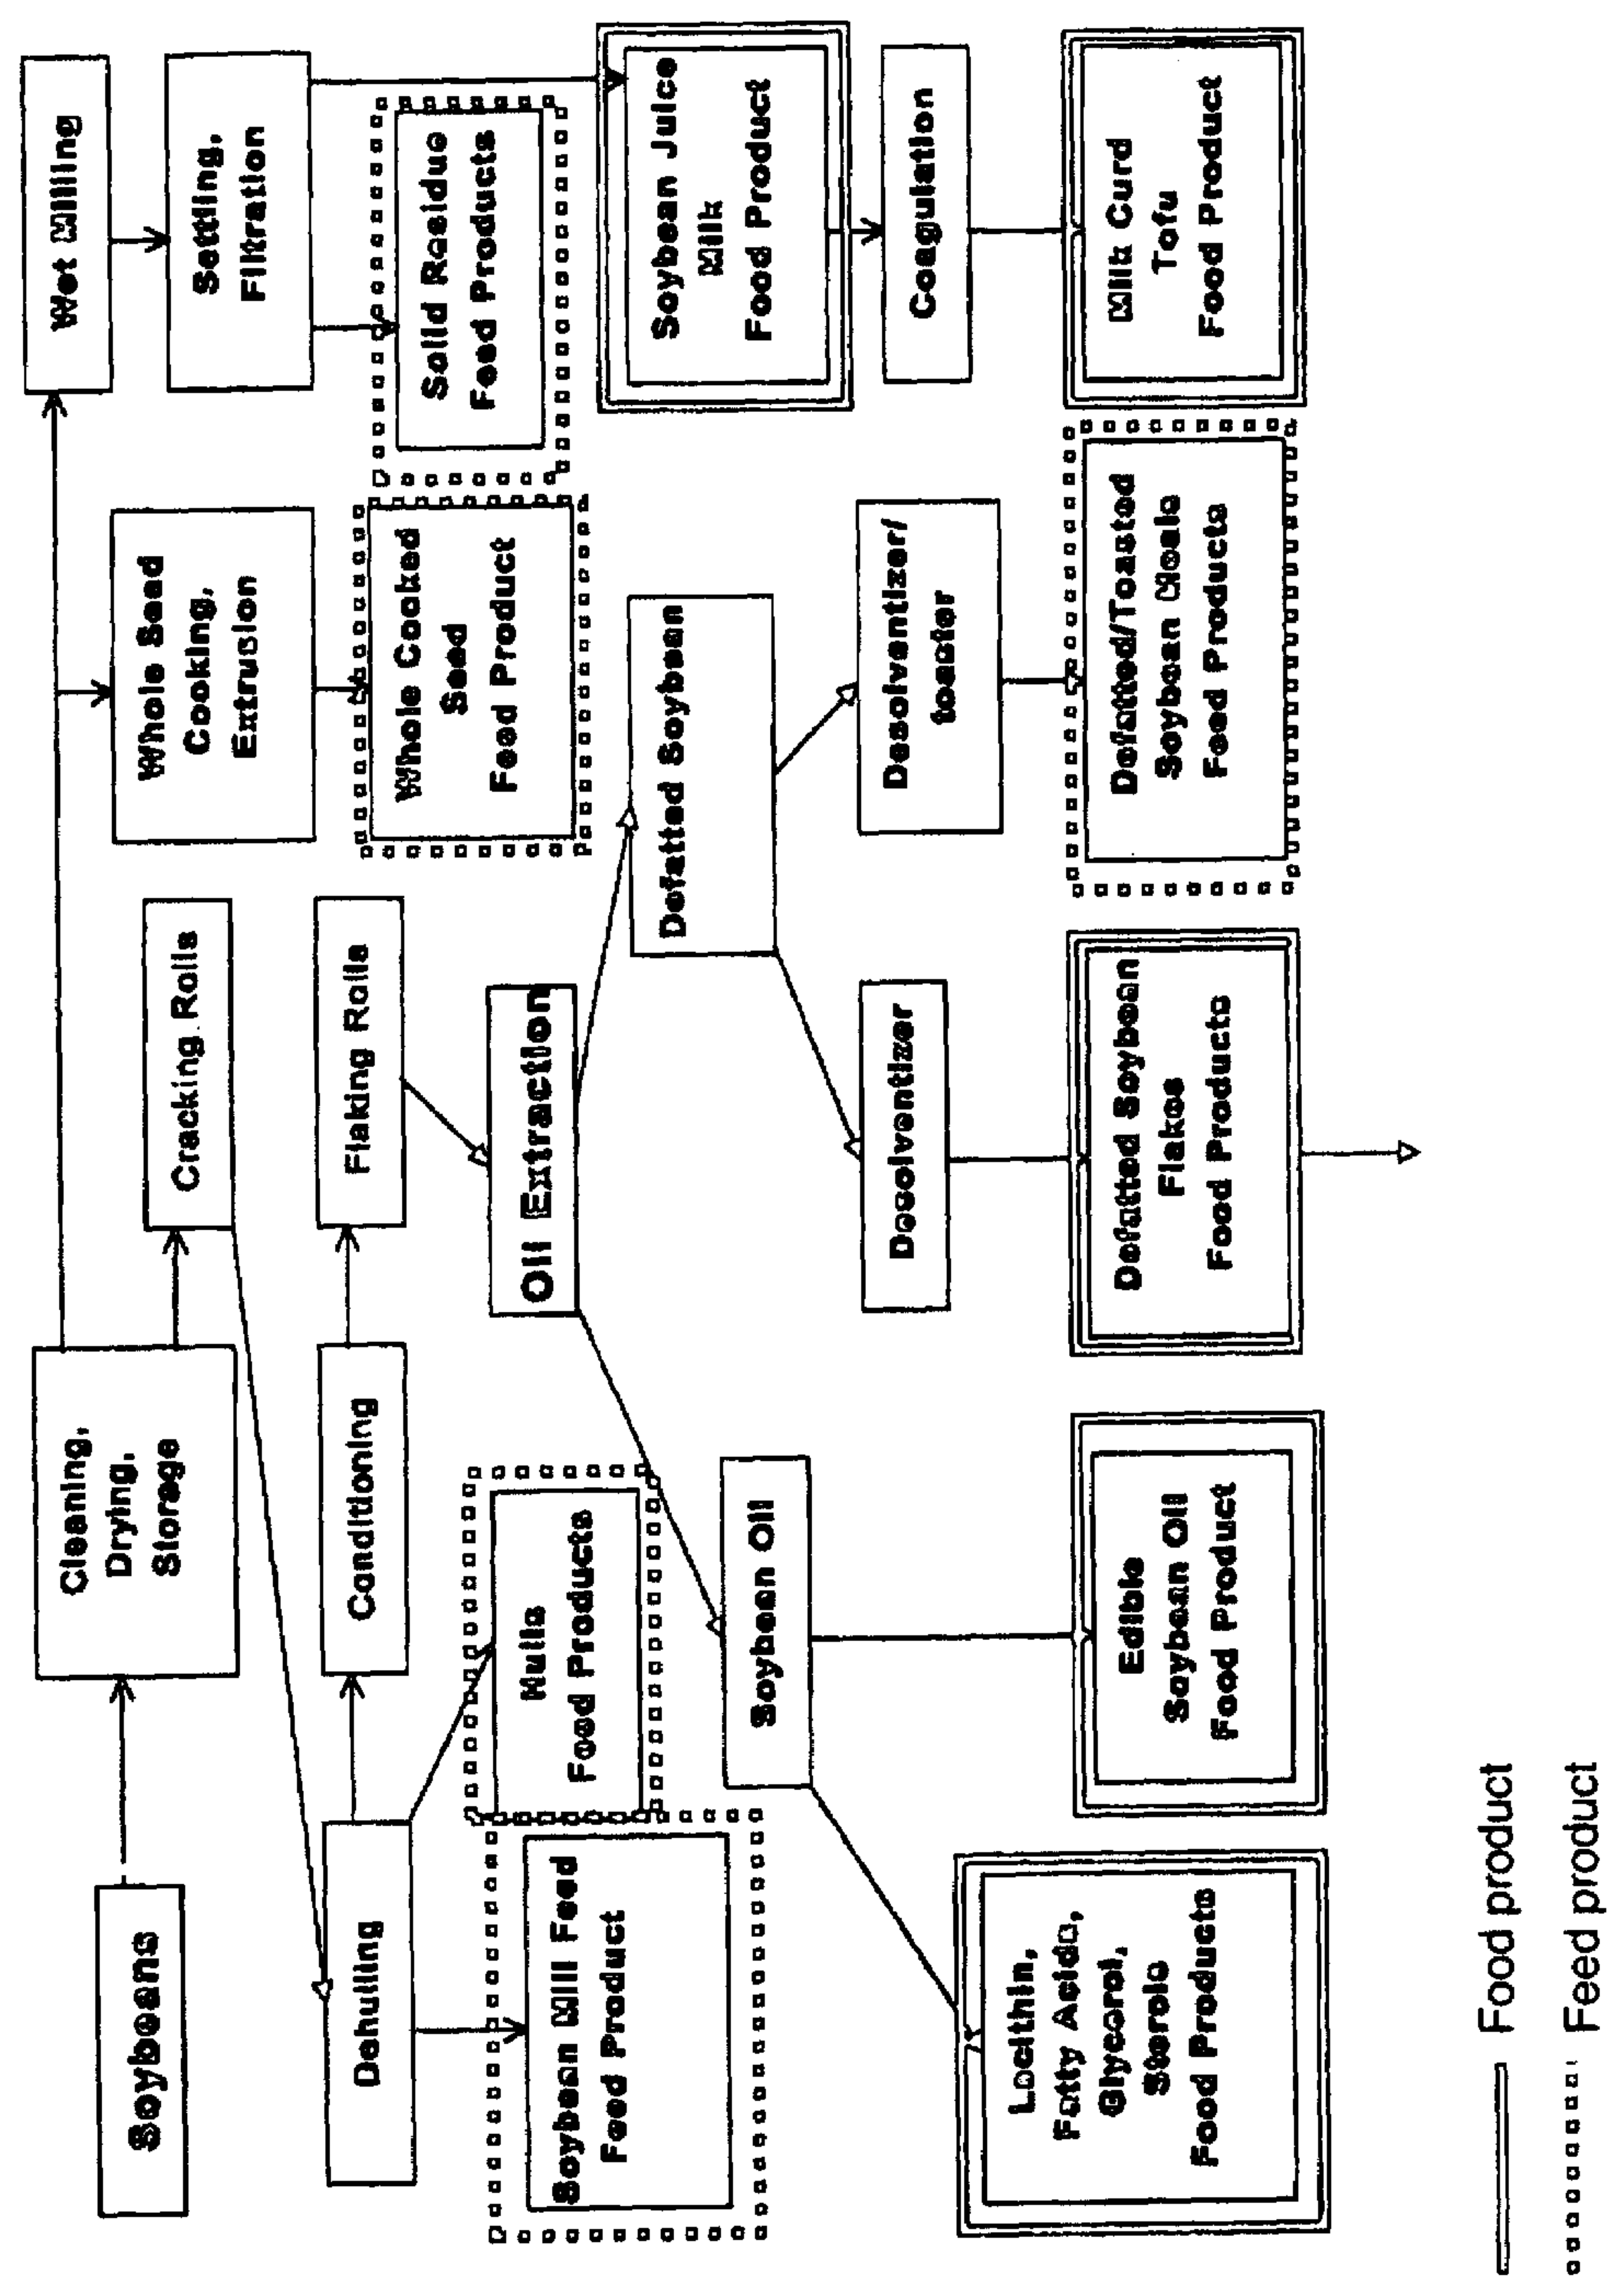 Soybeans
Cleaning,
Drying,
Storage
Cracking Rolls
Whole Seed
Cooking,
Extrusion
Wet Milling
Settling,
Filtration
Dehulling
Conditioning
Flaking Rolls
Whole Cooked
Seed
Feed Product
Solid Residue
Feed Products
Soybean Mill Feed
Feed Product
Hulls
Feed Products
Oil Extraction
Defatted Soybean
Soybean Juice
Milk
Food Product
Soybean Oil
Desolventizer
Desolventizer/
toaster
Coagulation
Lecithin,
Fatty Acids,
Glycerol,
Sterols
Food Products
Edible
Soybean Oil
Food Product
Defatted Soybean
Flakes
Food Products
Defatted/Toasted
Soybean Meals
Feed Products
Milk Curd
Tofu
Food Product
Food product
Feed product